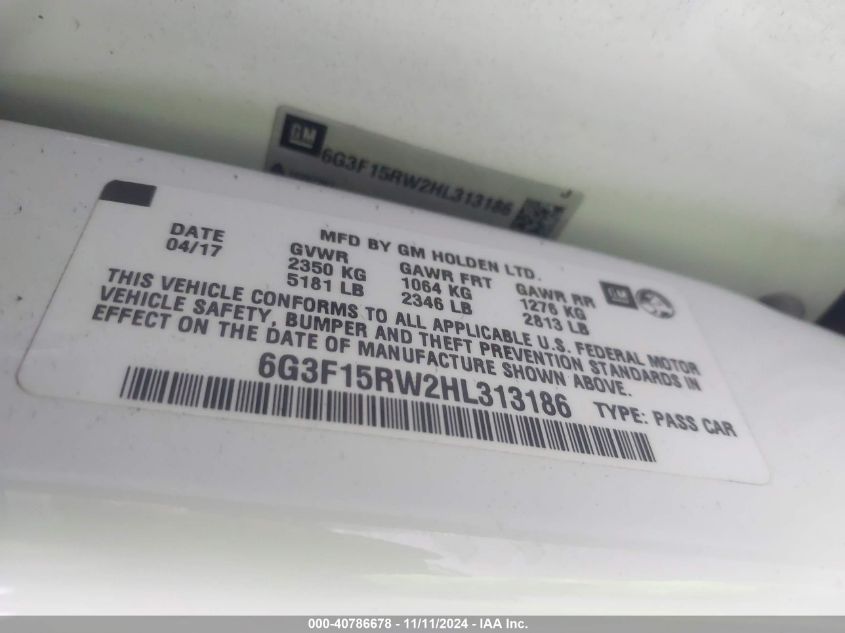 GM
6G3F15RW2HL313186
DATE
04/17
MFD BY GM HOLDEN LTD.
GVWR GAWR FRT GAWR RR
2350 KG 1064 KG 1276 KG
5181 LB 2346 LB 2813 LB
GM
THIS VEHICLE CONFORMS TO ALL APPLICABLE U.S. FEDERAL MOTOR
VEHICLE SAFETY, BUMPER AND THEFT PREVENTION STANDARDS IN
EFFECT ON THE DATE OF MANUFACTURE SHOWN ABOVE.
6G3F15RW2HL313186 TYPE: PASS CAR
000-40786678 - 11/11/2024 - IAA Inc.